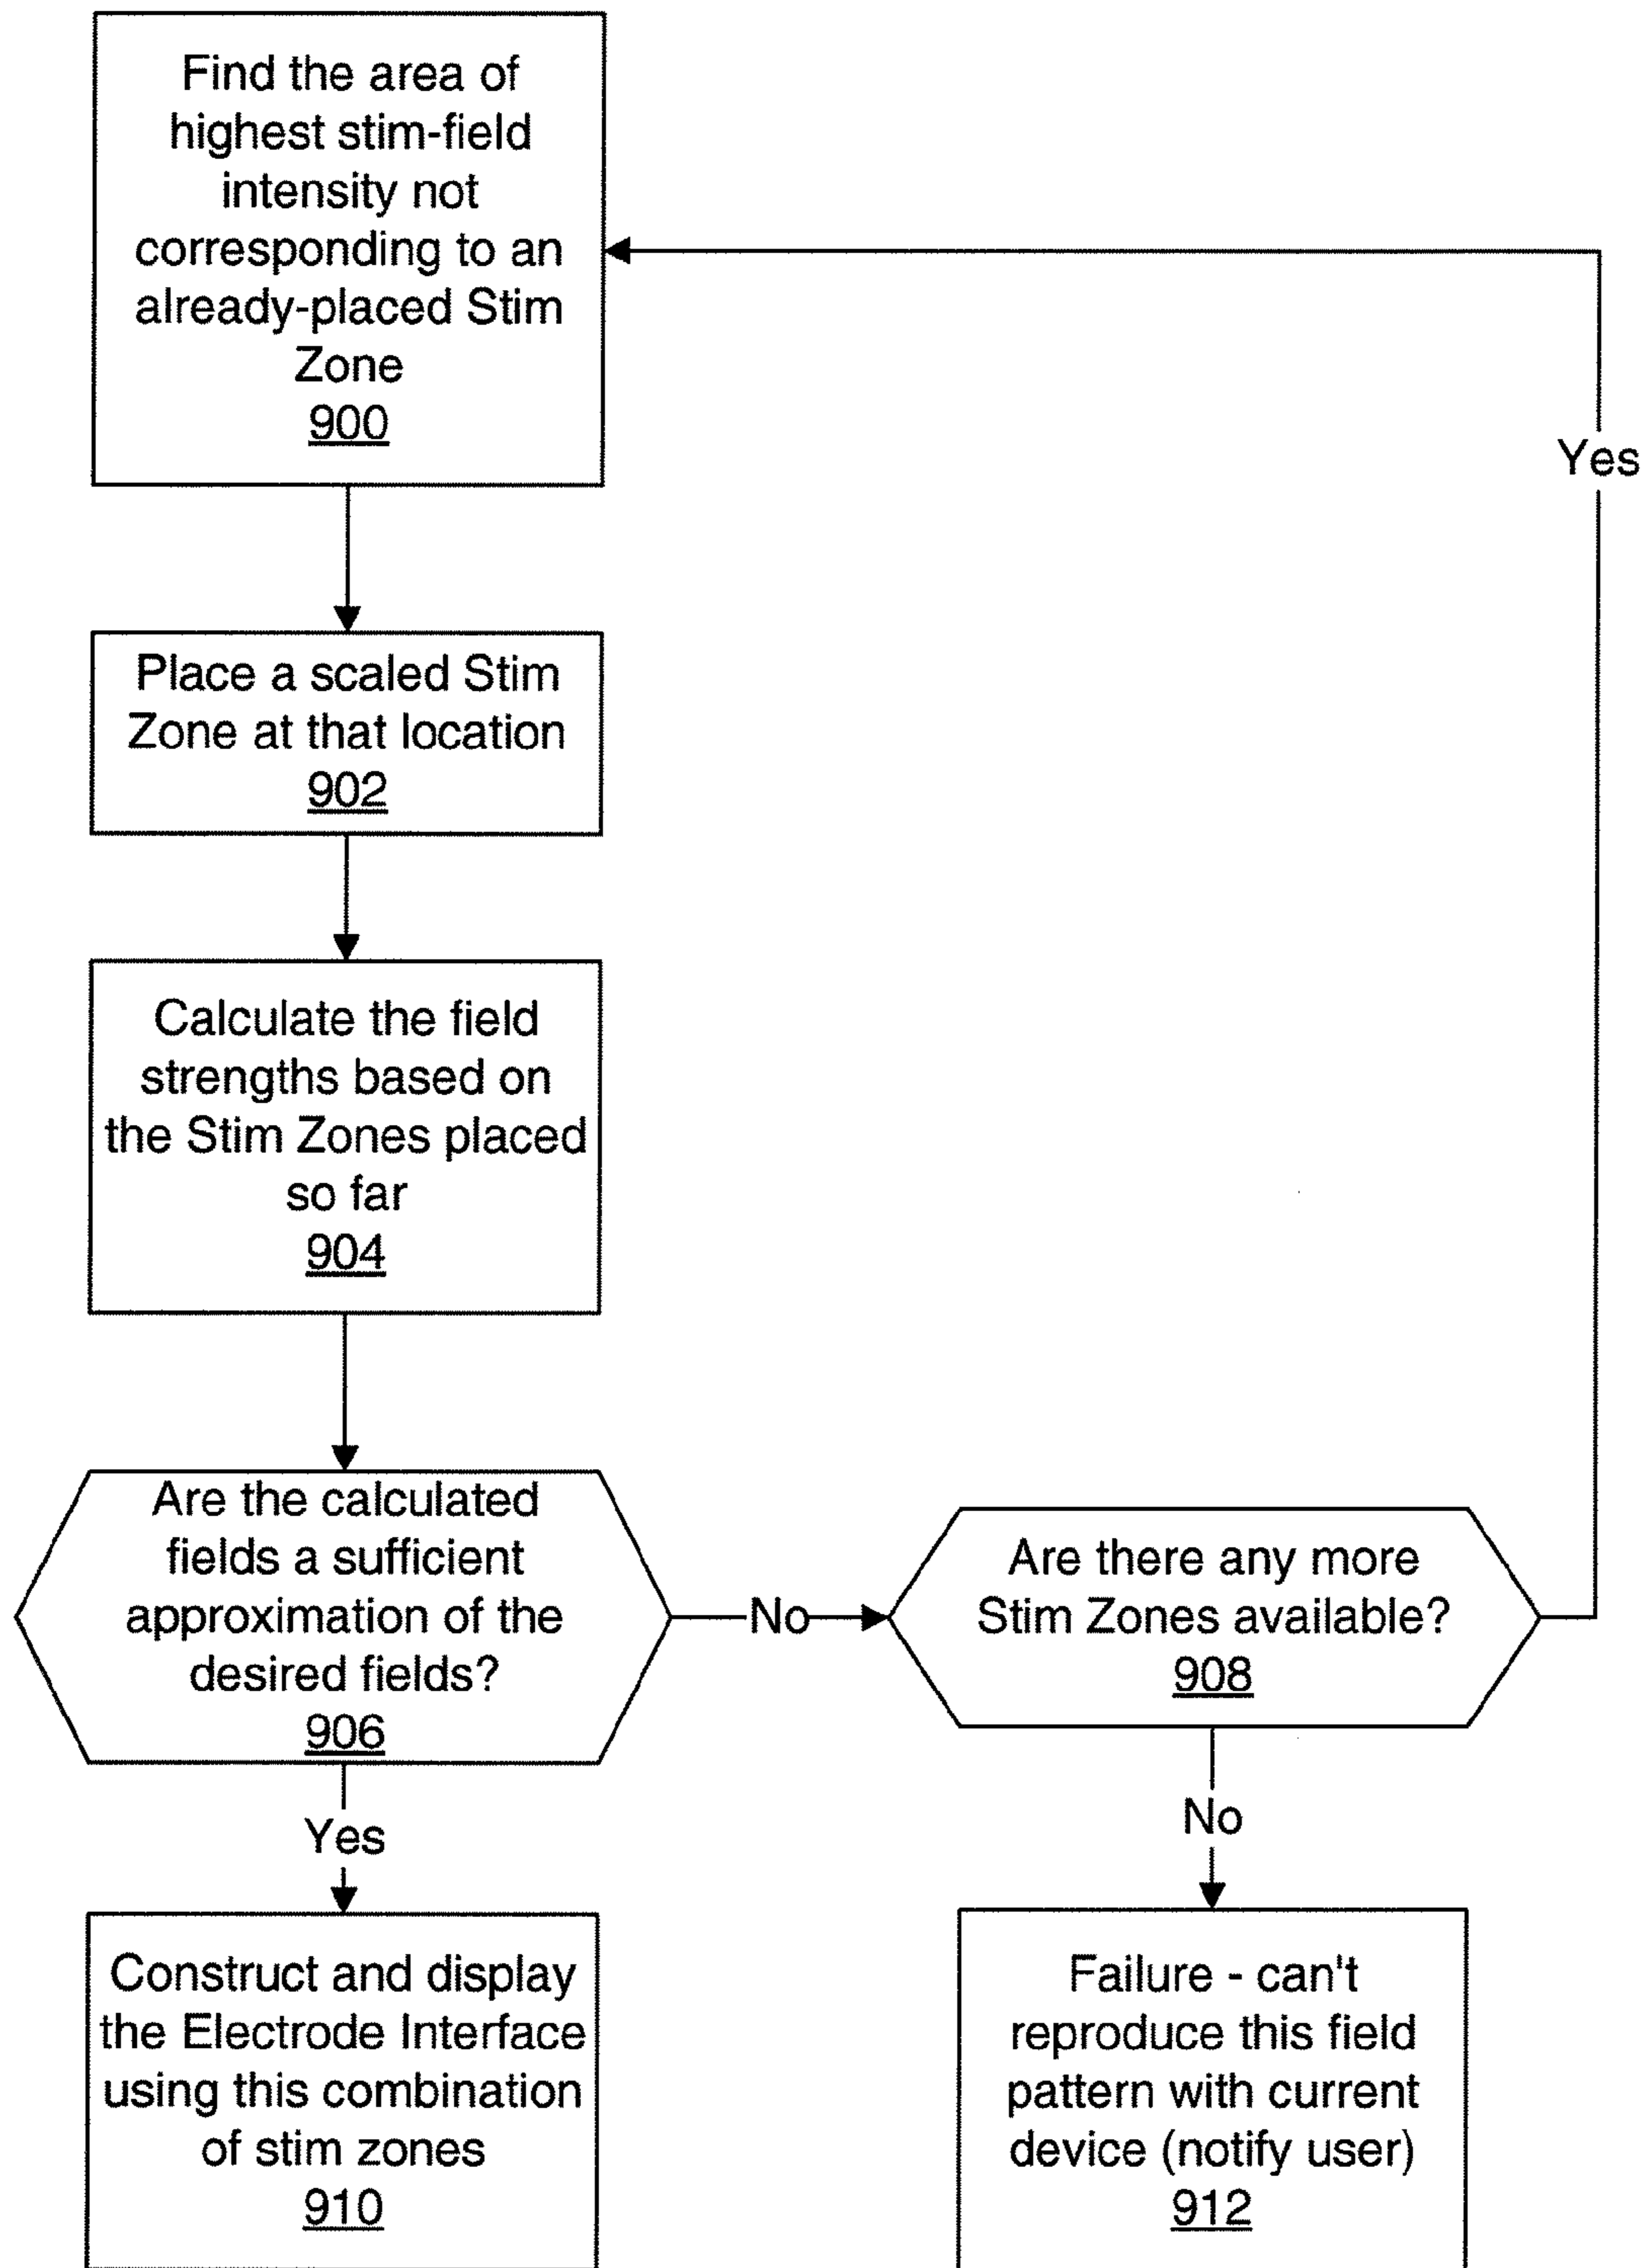 Find the area of
highest stim-field
intensity not
corresponding to an
already-placed Stim
Zone
900
Yes
Place a scaled Stim
Zone at that location
902
Calculate the field
strengths based on
the Stim Zones placed
so far
904
Are the calculated
fields a sufficient
approximation of the
desired fields?
906
No
Are there any more
Stim Zones available?
908
Yes
No
Construct and display
the Electrode Interface
using this combination
of stim zones
910
Failure - can't
reproduce this field
pattern with current
device (notify user)
912